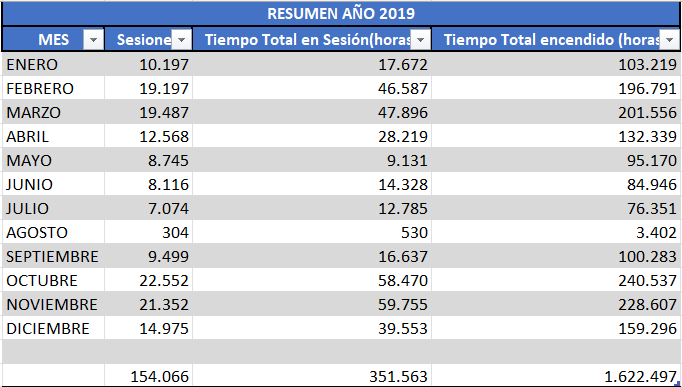 RESUMEN AÑO 2019
MES Sesione Tiempo Total en Sesión(horas Tiempo Total encendido (horas
ENERO 10.197 17.672 103.219
FEBRERO 19.197 46.587 196.791
MARZO 19.487 47.896 201.556
ABRIL 12.568 28.219 132.339
MAYO 8.745 9.131 95.170
JUNIO 8.116 14.328 84.946
JULIO 7.074 12.785 76.351
AGOSTO 304 530 3.402
SEPTIEMBRE 9.499 16.637 100.283
OCTUBRE 22.552 58.470 240.537
NOVIEMBRE 21.352 59.755 228.607
DICIEMBRE 14.975 39.553 159.296
154.066 351.563 1.622.497